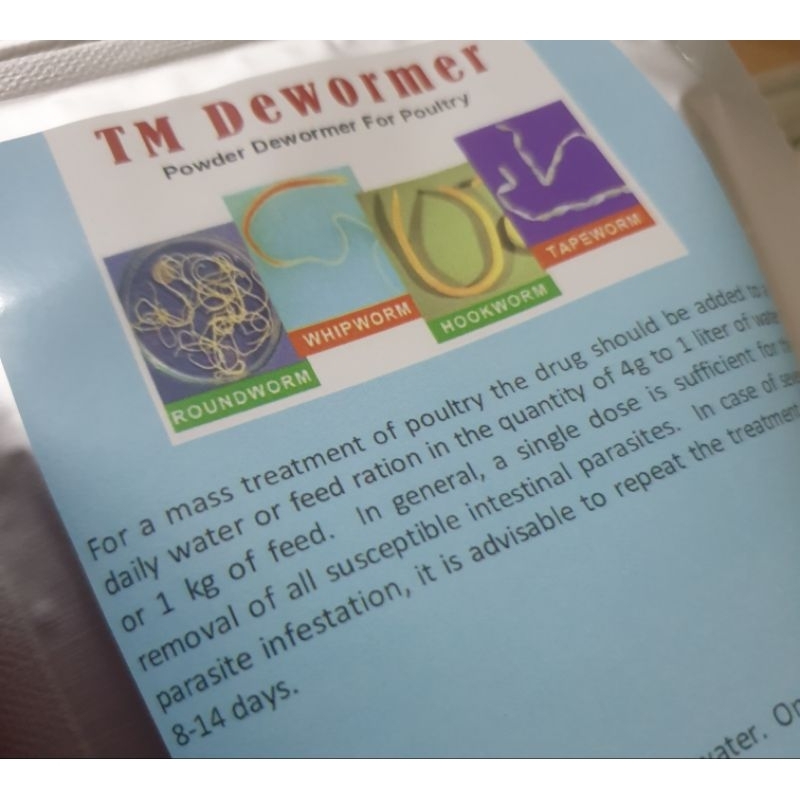 TM Dewormer
Powder Dewormer For Poultry
TAPEWORM
HOOKWORM
WHIPWORM
ROUNDWORM
For a mass treatment of poultry the drug should be added to
daily water or feed ration in the quantity of 4g to 1 liter of water
or 1 kg of feed. In general, a single dose is sufficient for the
removal of all susceptible intestinal parasites. In case of
parasite infestation, it is advisable to repeat the treatment
8-14 days.
water. On